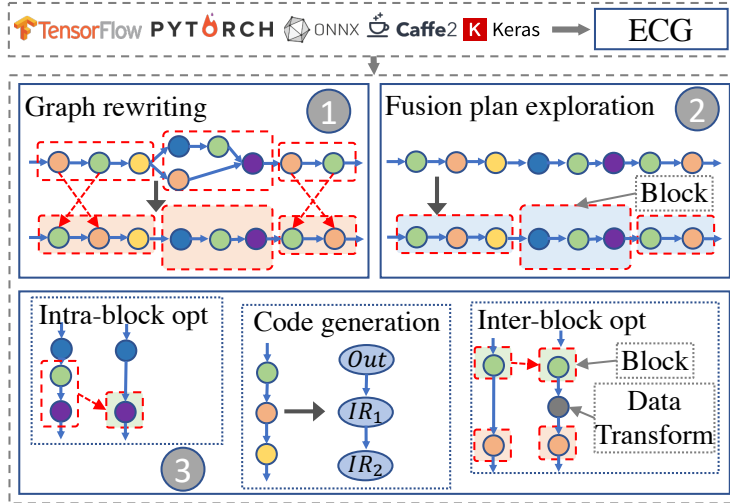 TensorFlow PYTORCH ONNX Caffe2 K Keras ECG
Graph rewriting 1
Fusion plan exploration 2
Block
Intra-block opt
3
Code generation
Out
IR1
IR2
Inter-block opt
Block
Data
Transform